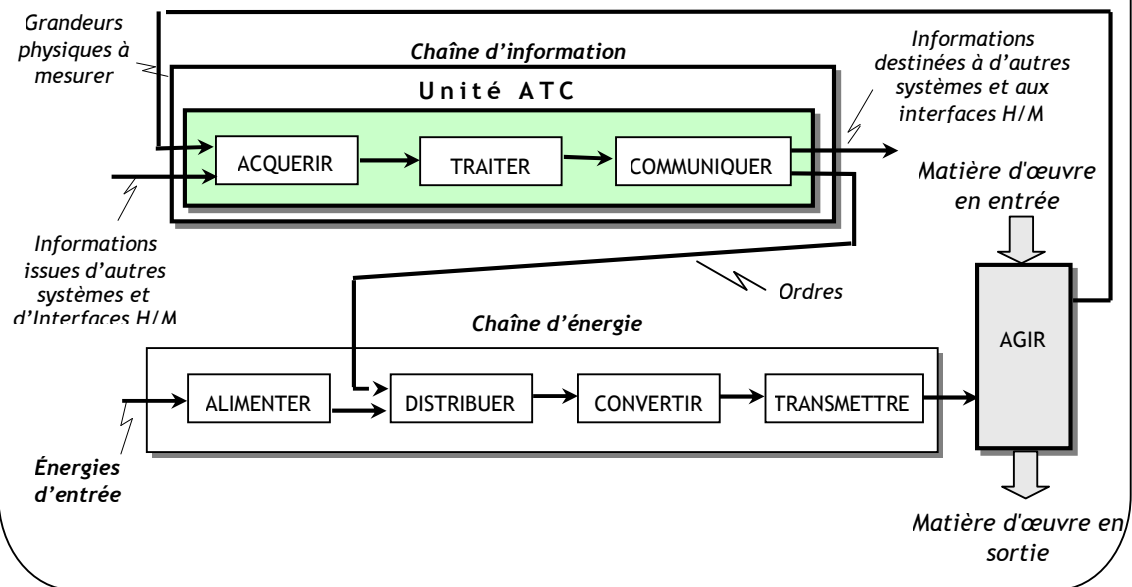 Grandeurs
physiques à
mesurer
Chaîne d’information
Unité ATC
Informations
destinées à d’autres
systèmes et aux
interfaces H/M
ACQUERIR
TRAITER
COMMUNIQUER
Matière d'œuvre
en entrée
Informations
issues d’autres
systèmes et
d’Interfaces H/M
Ordres
Chaîne d’énergie
AGIR
ALIMENTER
DISTRIBUER
CONVERTIR
TRANSMETTRE
Énergies
d’entrée
Matière d'œuvre en
sortie